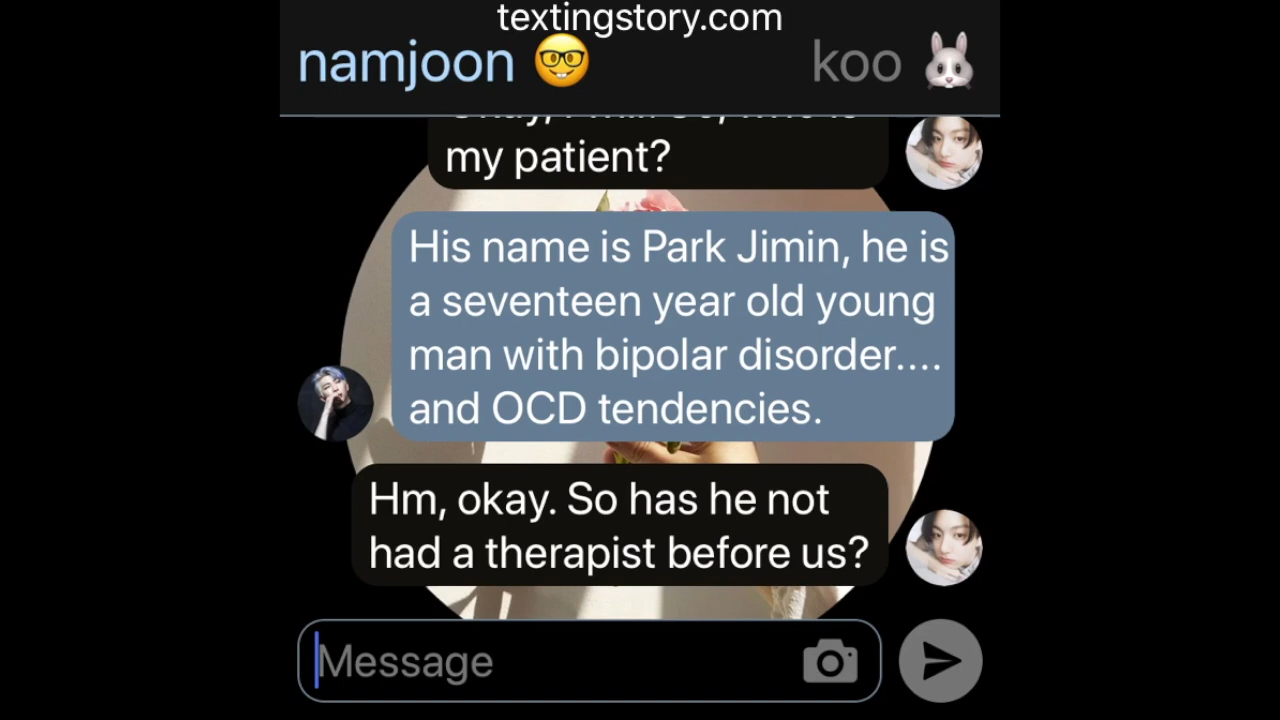 textingstory.com
namjoon 🤓 koo 🐰
my patient?
His name is Park Jimin, he is
a seventeen year old young
man with bipolar disorder....
and OCD tendencies.
Hm, okay. So has he not
had a therapist before us?
Message